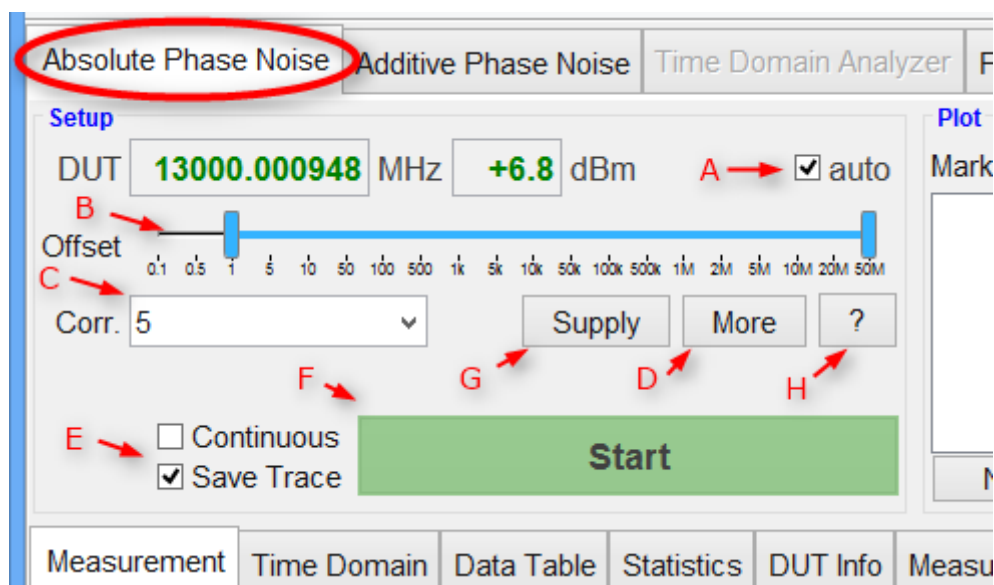 Absolute Phase Noise Additive Phase Noise Time Domain Analyzer F
Setup Plot
DUT 13000.000948 MHz +6.8 dBm A auto Mark
B
Offset
0.1 0.5 1 5 10 50 100 500 1k 5k 10k 50k 100k 500k 1M 2M 5M 10M 20M 50M
C
Corr. 5 Supply More ?
F G D H
E Continuous
Start
Save Trace N
Measurement Time Domain Data Table Statistics DUT Info Measu